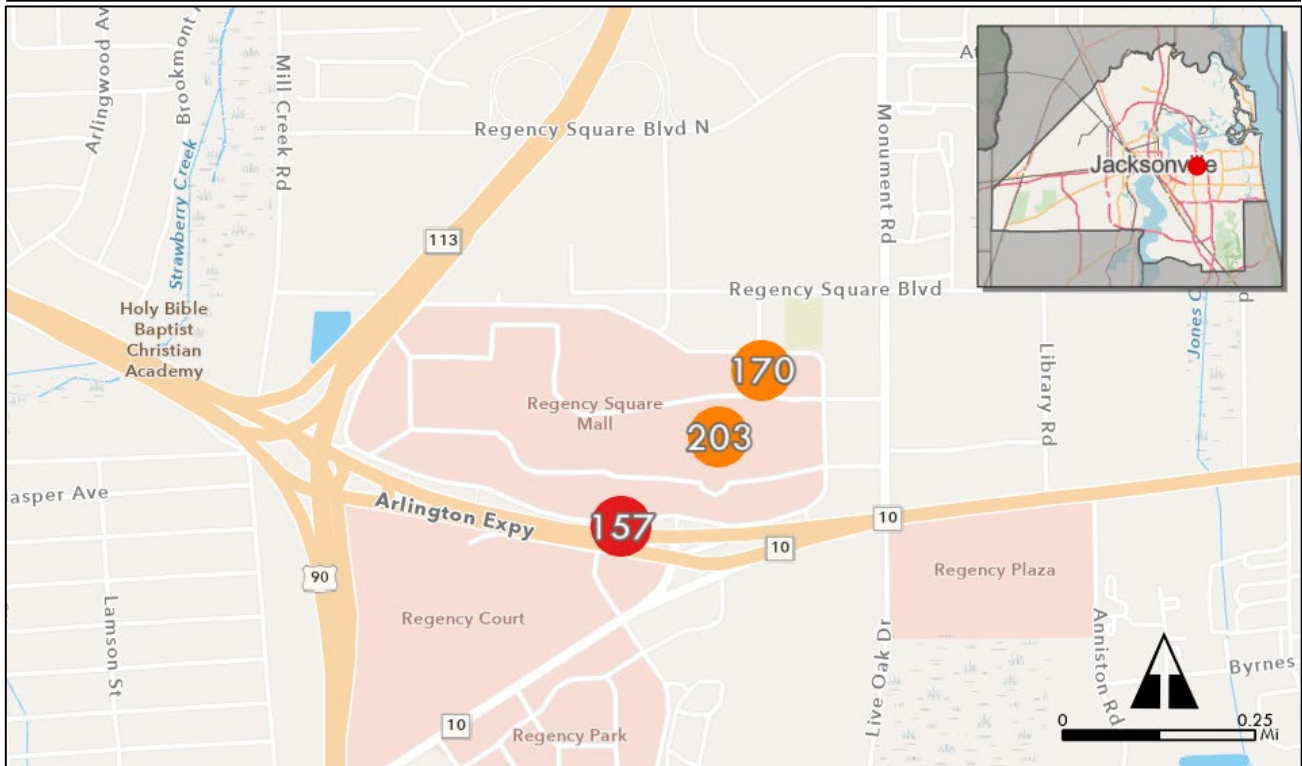 Arlingwood Av
Brookmont
Mill Creek Rd
Strawberry Creek
Regency Square Blvd N
Monument Rd
At
Jacksonville
113
Regency Square Blvd
Holy Bible
Baptist
Christian
Academy
170
Library Rd
Jones C
d
Regency Square
Mall
203
asper Ave
Arlington Expy
157
10
10
90
Regency Court
Regency Plaza
Lamson St
Live Oak Dr
Anniston Rd
Byrnes
10
Regency Park
0
0.25
Mi